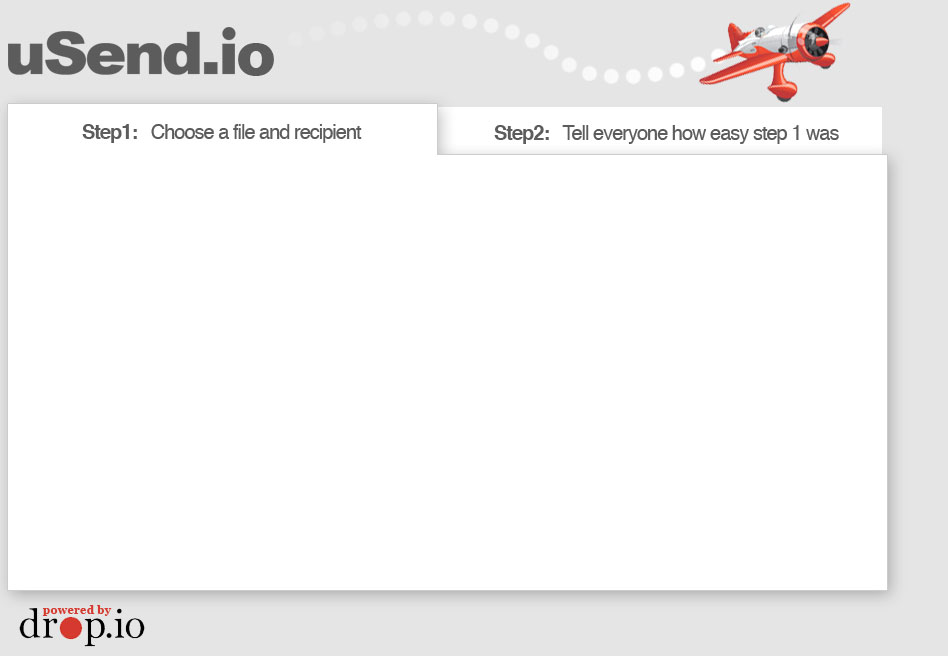 uSend.io
Step1: Choose a file and recipient
Step2: Tell everyone how easy step 1 was
powered by
drop.io